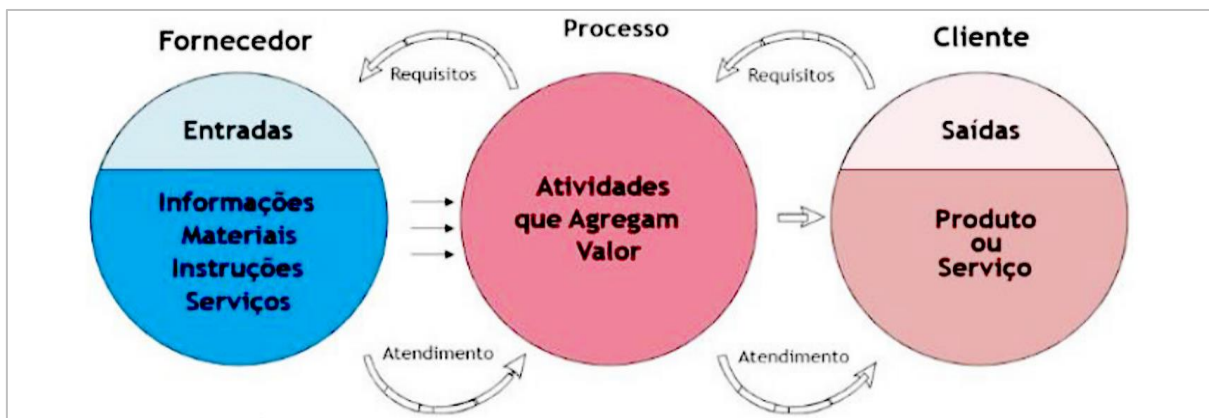 Fornecedor
Processo
Cliente
Requisitos
Requisitos
Entradas
Saídas
Informações
Materiais
Instruções
Serviços
Atividades
que Agregam
Valor
Produto
ou
Serviço
Atendimento
Atendimento